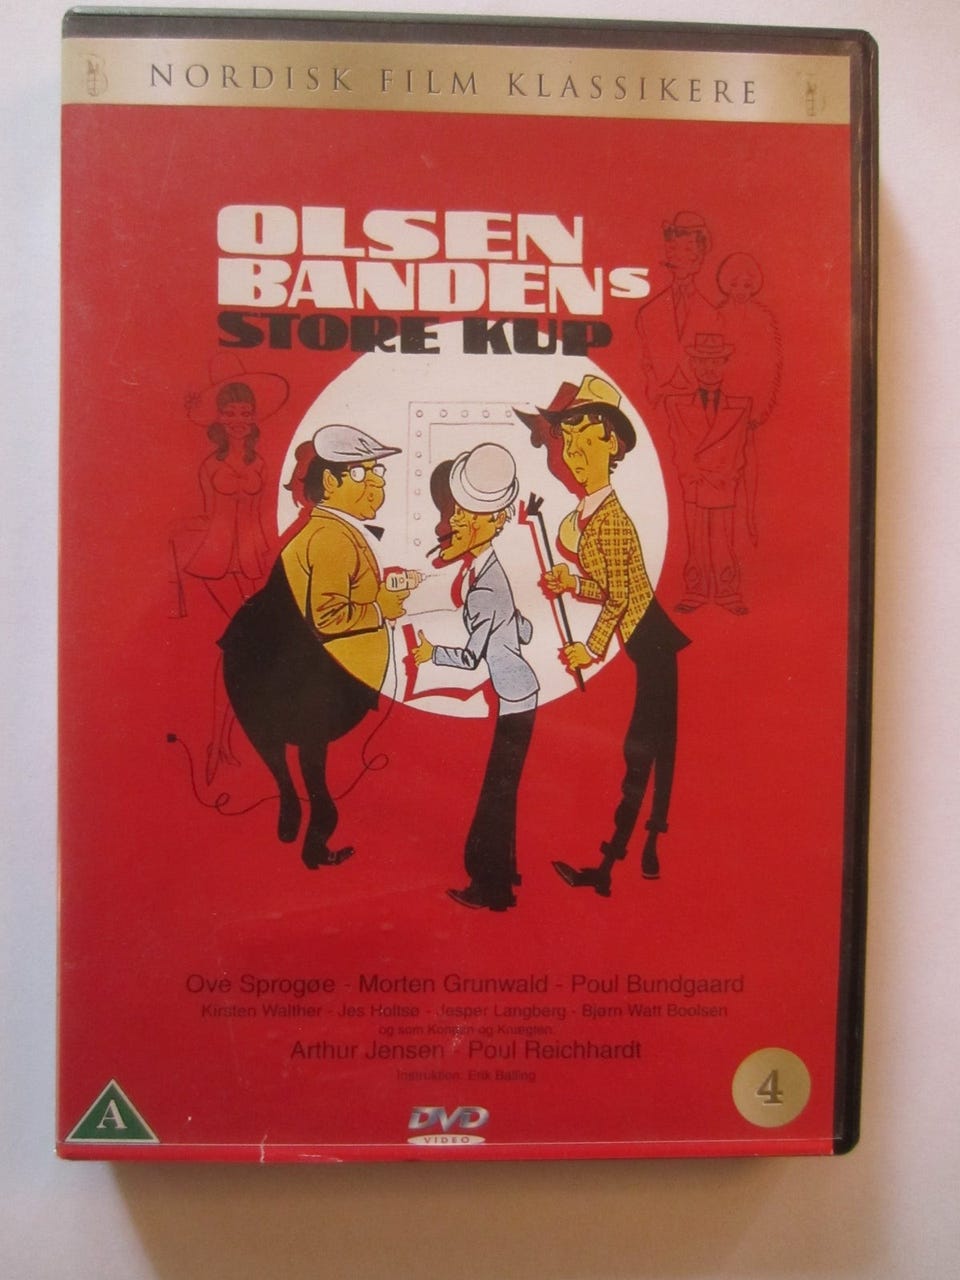 NORDISK FILM KLASSIKERE
OLSEN
BANDENs
STORE KUP
Ove Sprogøe - Morten Grunwald - Poul Bundgaard
Kirsten Walther - Jes Holtsø - Jesper Langberg - Bjørn Watt Boolsen
og som Kongen og Knægten:
Arthur Jensen - Poul Reichhardt
Instruktion: Erik Balling
4
A
DVD
VIDEO